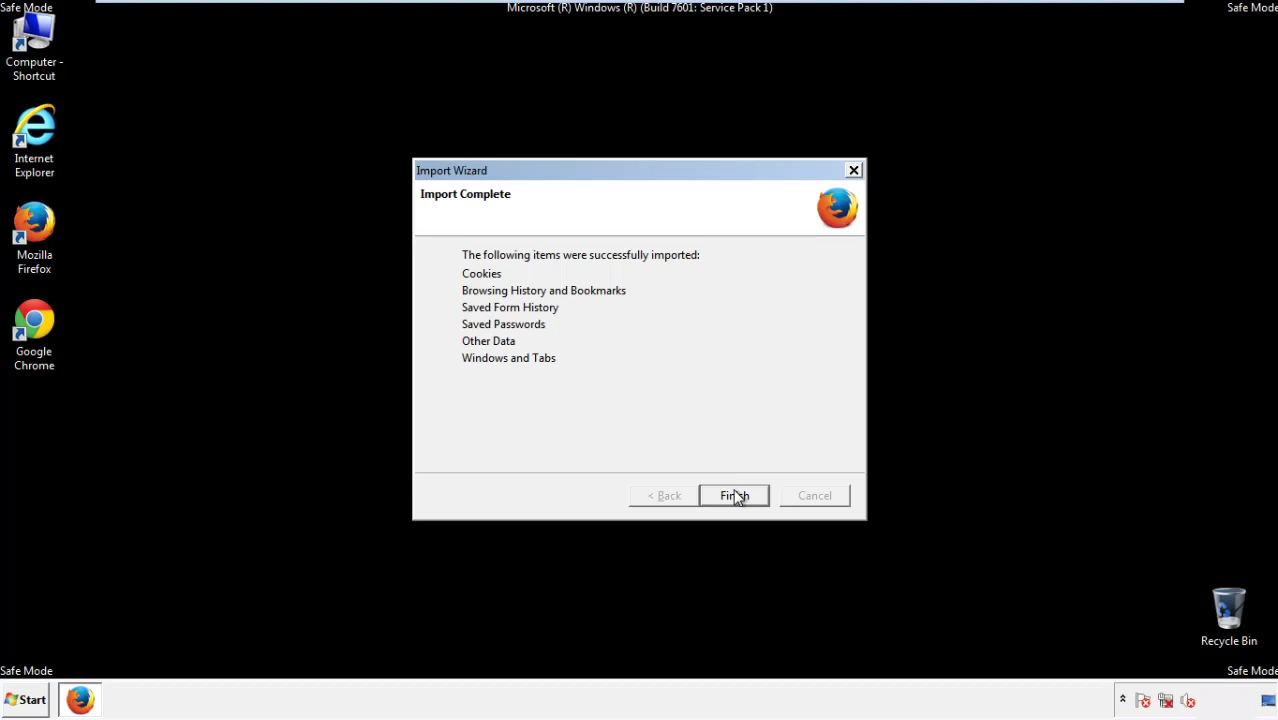 Safe Mode
Microsoft (R) Windows (R) (Build 7601: Service Pack 1)
Safe Mode
Computer -
Shortcut
Internet
Explorer
Mozilla
Firefox
Google
Chrome
Import Wizard
Import Complete
The following items were successfully imported:
Cookies
Browsing History and Bookmarks
Saved Form History
Saved Passwords
Other Data
Windows and Tabs
< Back
Finish
Cancel
Recycle Bin
Safe Mode
Safe Mode
Start